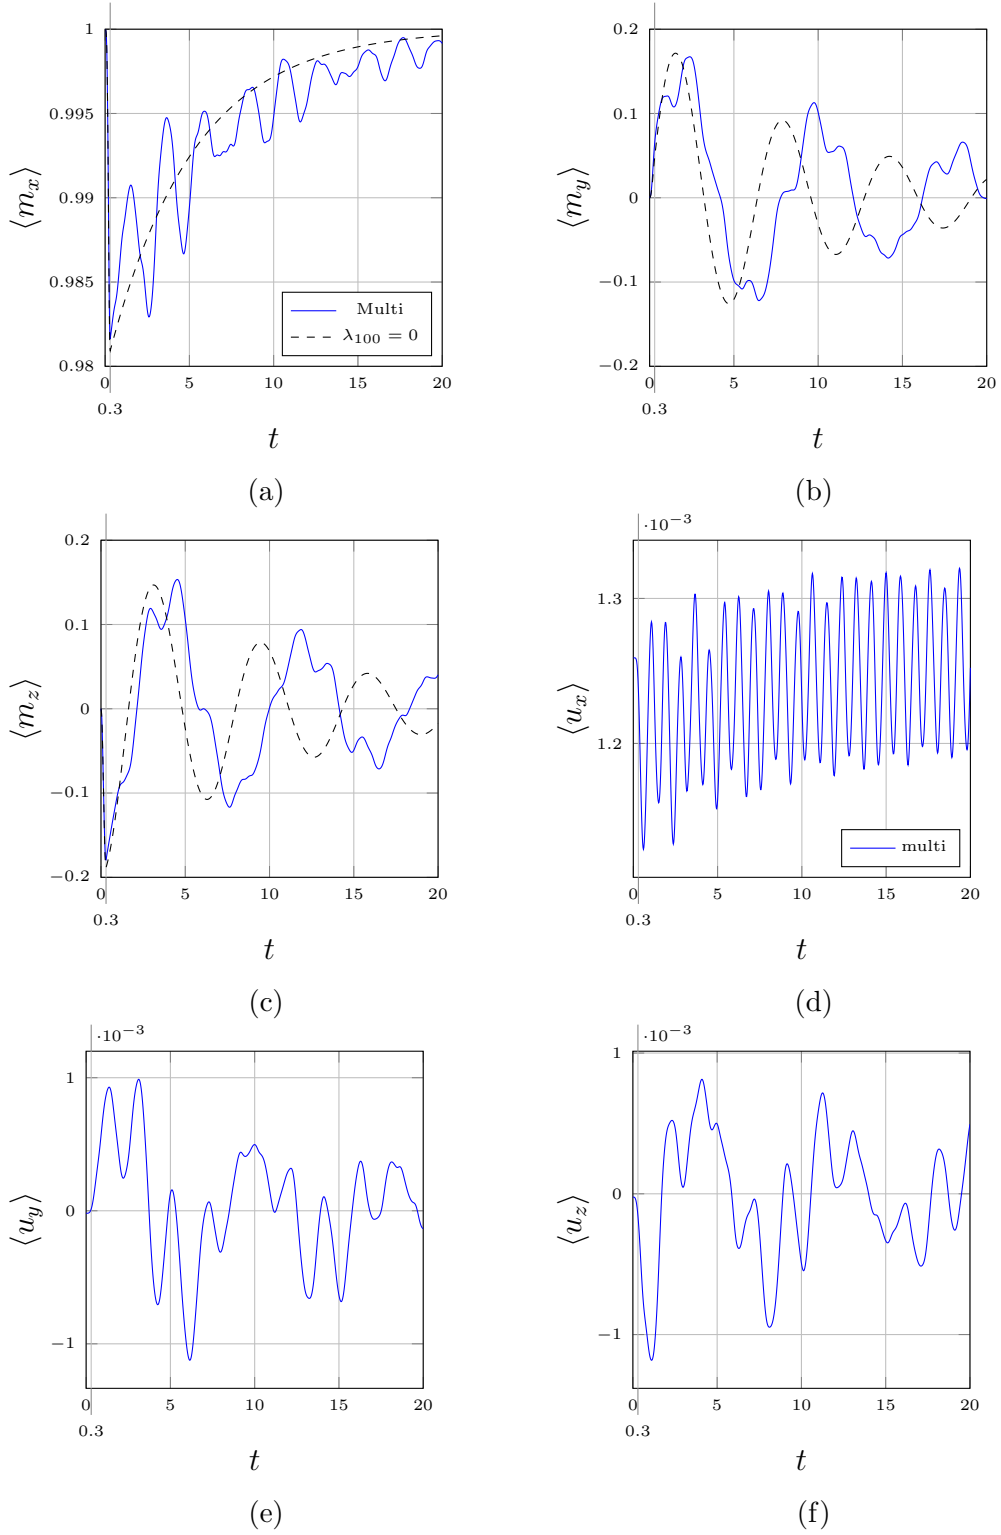 1
0.995
0.99
0.985
0.98
⟨m_x⟩
Multi
λ_100 = 0
0 5 10 15 20
0.3
t
(a)
0.2
0.1
0
−0.1
−0.2
⟨m_y⟩
0 5 10 15 20
0.3
t
(b)
0.2
0.1
0
−0.1
−0.2
⟨m_z⟩
0 5 10 15 20
0.3
t
(c)
·10^−3
1.3
1.2
⟨u_x⟩
multi
0 5 10 15 20
0.3
t
(d)
·10^−3
1
0
−1
⟨u_y⟩
0 5 10 15 20
0.3
t
(e)
·10^−3
1
0
−1
⟨u_z⟩
0 5 10 15 20
0.3
t
(f)